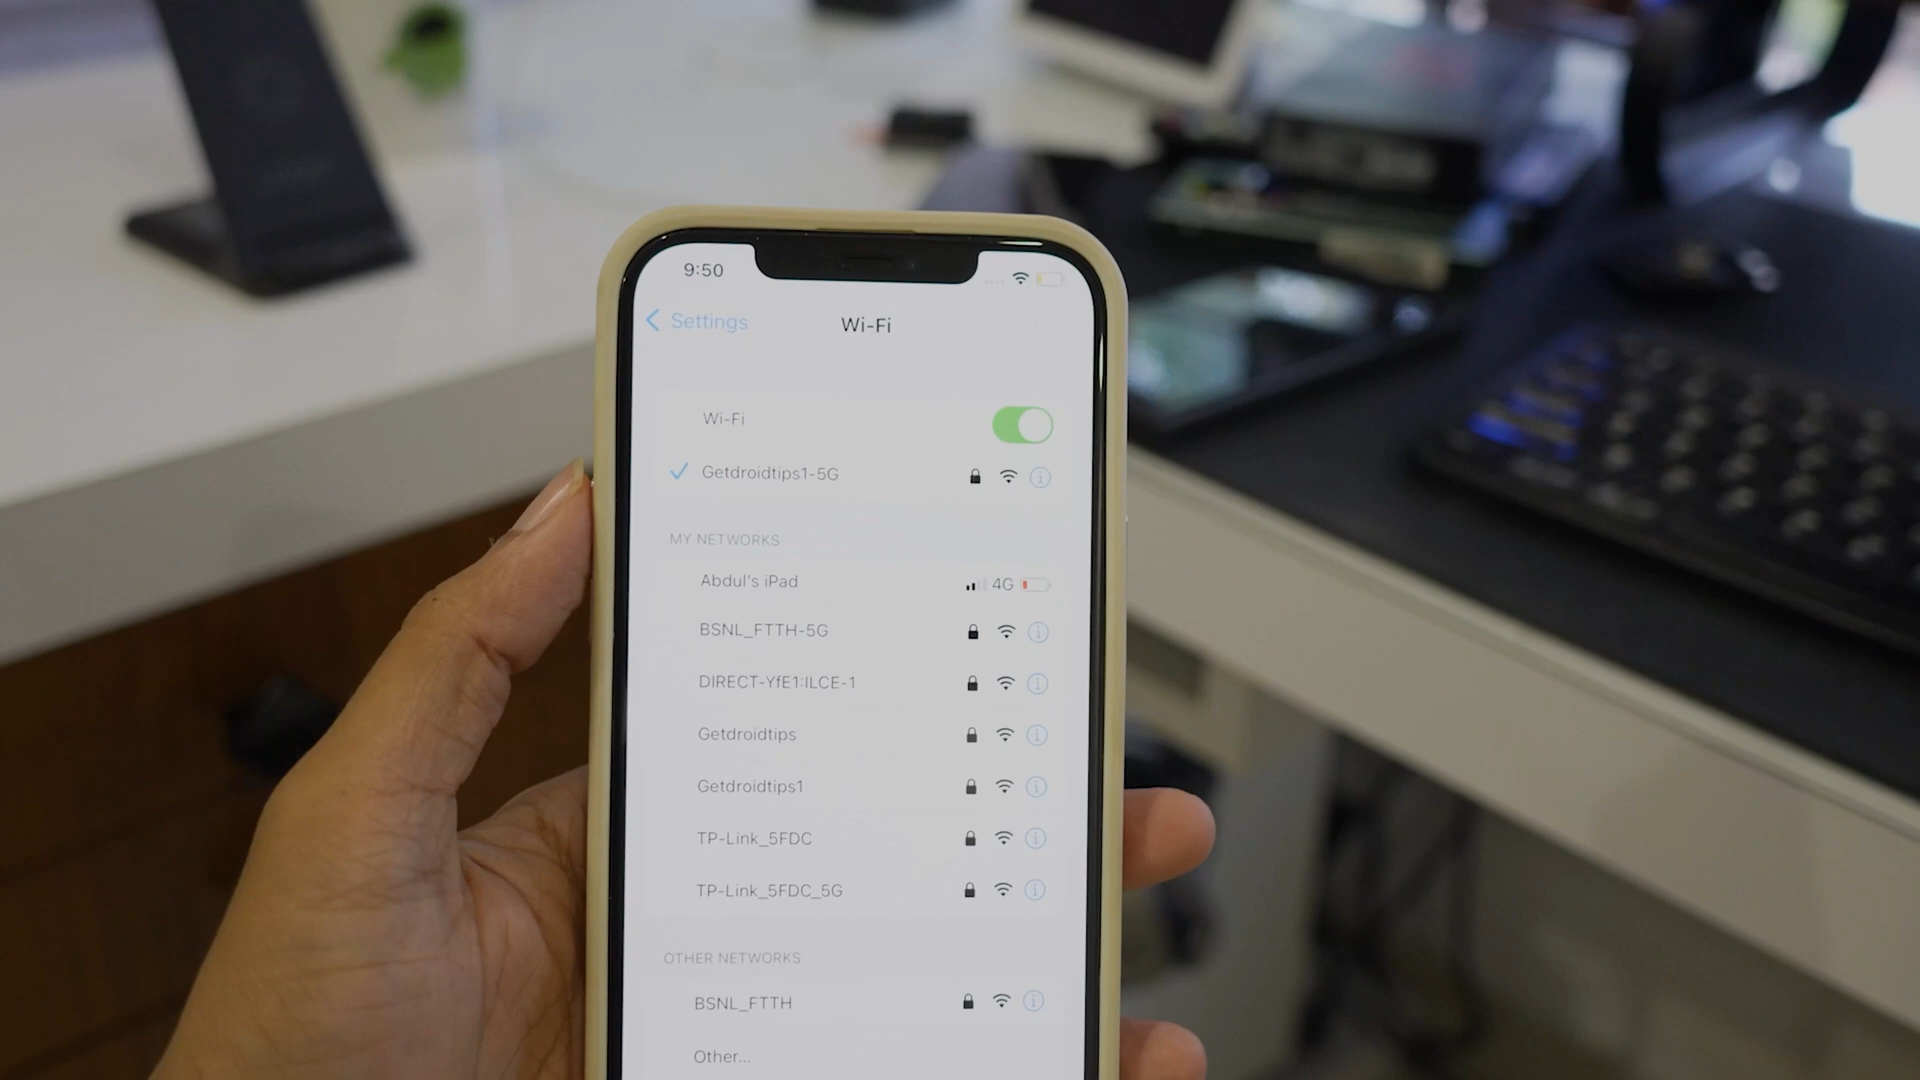 9:50
Settings
Wi-Fi
Wi-Fi
Getdroidtips1-5G
MY NETWORKS
Abdul's iPad 4G
BSNL_FTTH-5G
DIRECT-YfE1:ILCE-1
Getdroidtips
Getdroidtips1
TP-Link_5FDC
TP-Link_5FDC_5G
OTHER NETWORKS
BSNL_FTTH
Other...